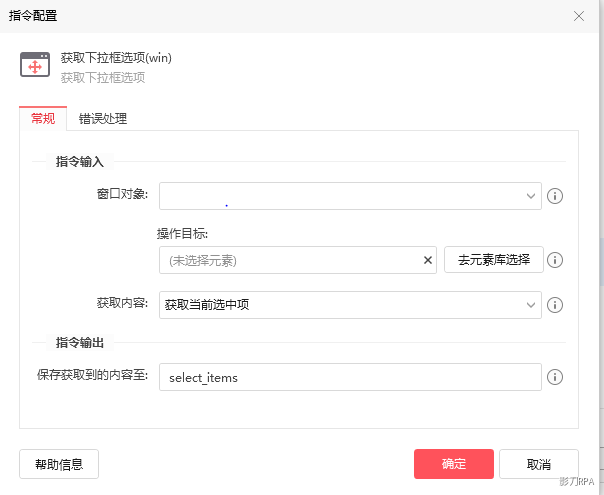 指令配置
获取下拉框选项(win)
获取下拉框选项
常规 错误处理
指令输入
窗口对象:
操作目标:
(未选择元素) 去元素库选择
获取内容: 获取当前选中项
指令输出
保存获取到的内容至: select_items
帮助信息 确定 取消
影刀RPA